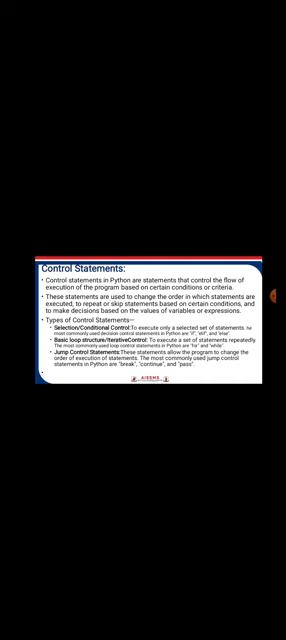 Control Statements:
• Control statements in Python are statements that control the flow of
execution of the program based on certain conditions or criteria.
• These statements are used to change the order in which statements are
executed, to repeat or skip statements based on certain conditions, and
to make decisions based on the values of variables or expressions.
• Types of Control Statements—
• Selection/Conditional Control:To execute only a selected set of statements.
most commonly used decision control statements in Python are "if", "elif", and "else".
• Basic loop structure/IterativeControl: To execute a set of statements repeatedly.
The most commonly used loop control statements in Python are "for" and "while".
• Jump Control Statements:These statements allow the program to change the
order of execution of statements. The most commonly used jump control
statements in Python are "break", "continue", and "pass".
•
AISSMS